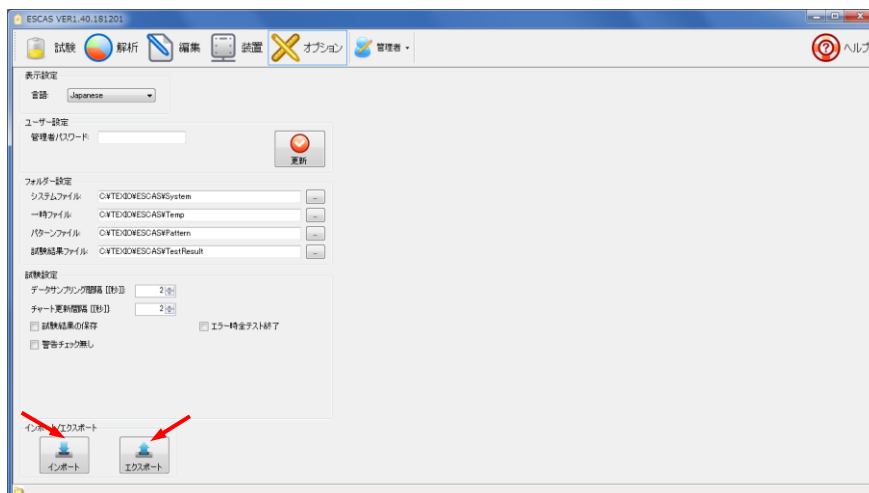 ESCAS VER1.40.181201
試験 解析 編集 装置 オプション 管理者 ヘルプ
表示設定
言語: Japanese
ユーザー設定
管理者パスワード:
更新
フォルダー設定
システムファイル: C:¥TEXIO¥ESCAS¥System ...
一時ファイル: C:¥TEXIO¥ESCAS¥Temp ...
パターンファイル: C:¥TEXIO¥ESCAS¥Pattern ...
試験結果ファイル: C:¥TEXIO¥ESCAS¥TestResult ...
試験設定
データサンプリング間隔 [[秒]]: 2
チャート更新間隔 [[秒]]: 2
試験結果の保存 エラー時全テスト終了
警告チェック無し
インポート/エクスポート
インポート エクスポート